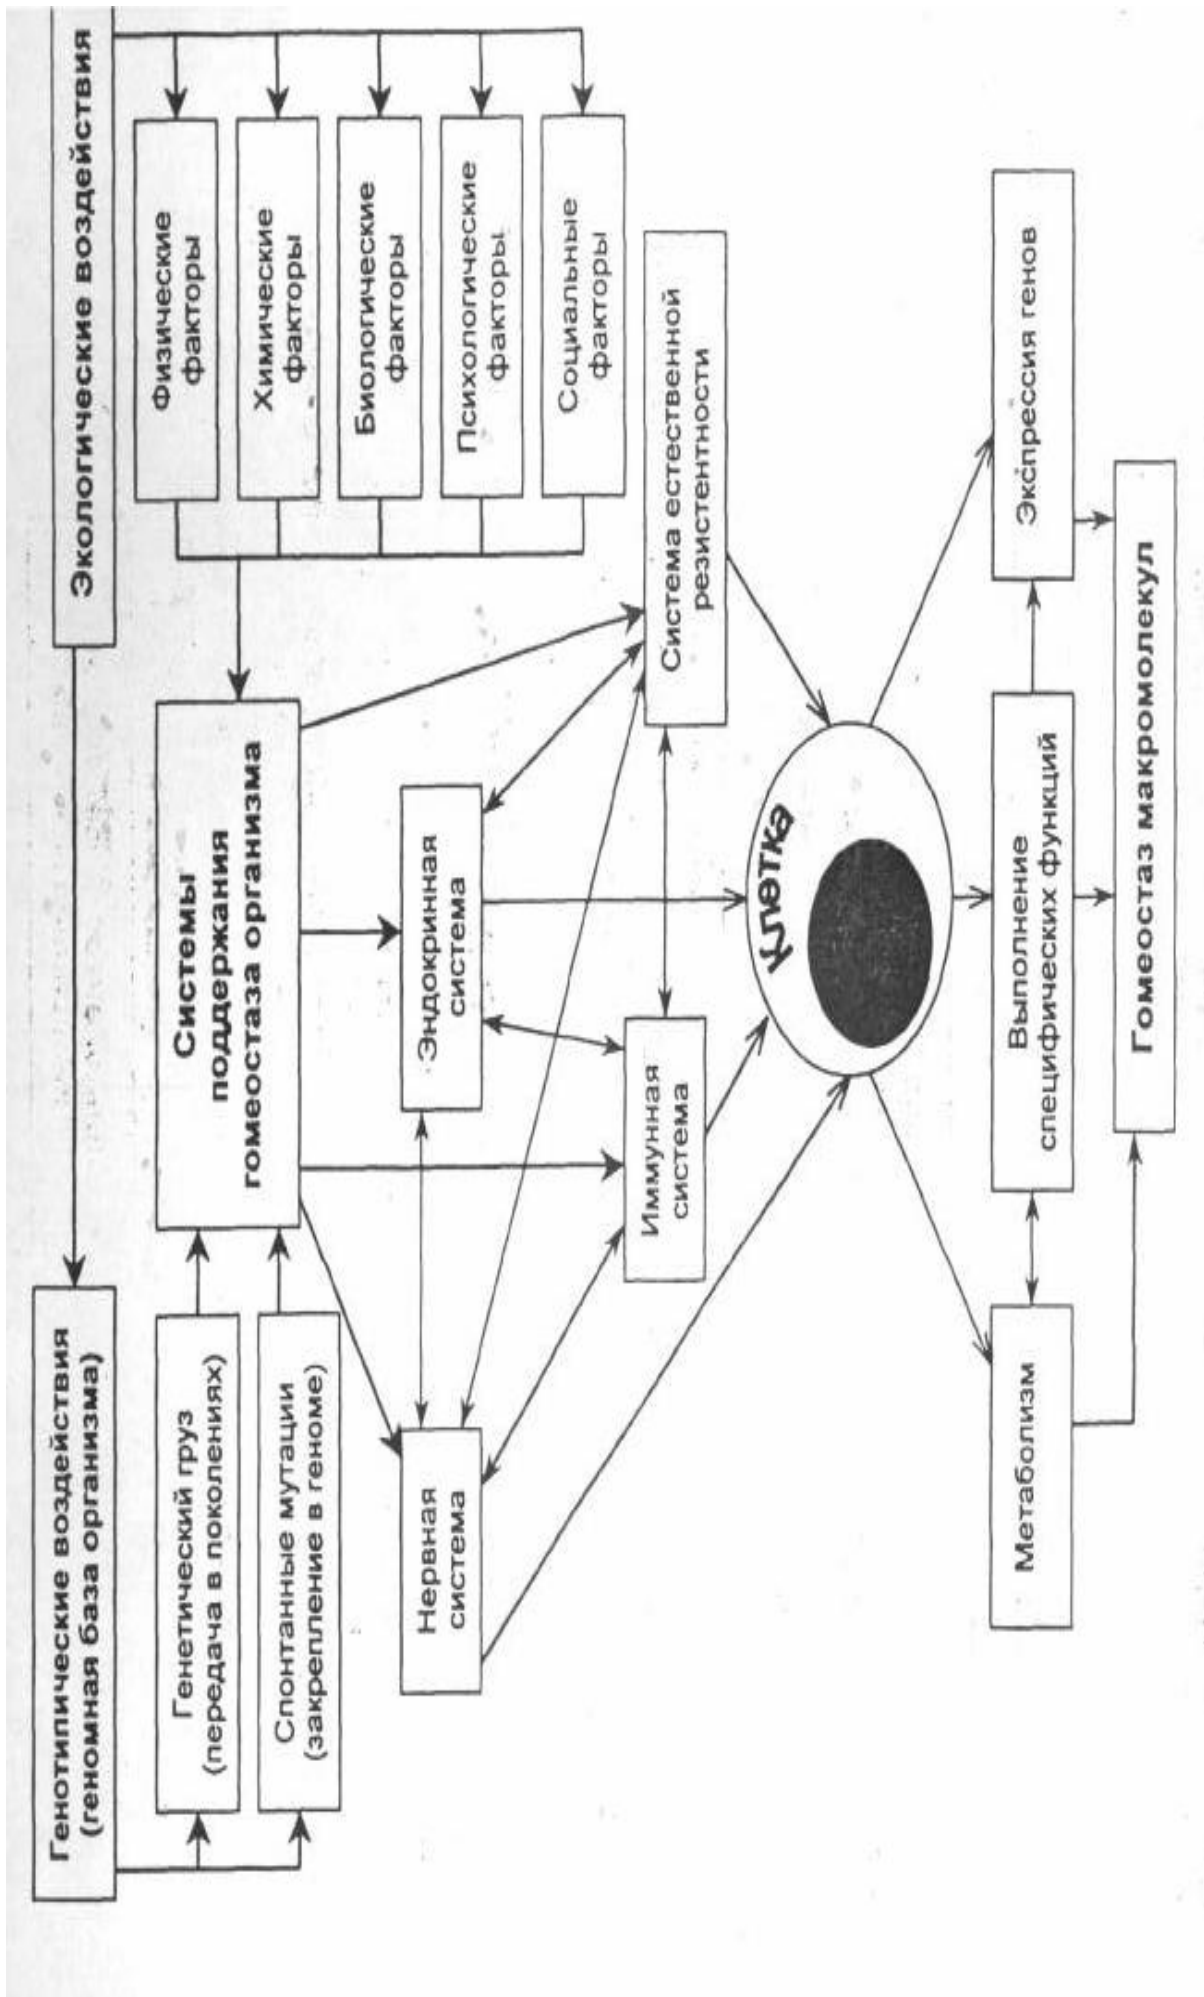 Генотипические воздействия
(геномная база организма)
Экологические воздействия
Генетический груз
(передача в поколениях)
Спонтанные мутации
(закрепление в геноме)
Системы
поддержания
гомеостаза организма
Физические
факторы
Химические
факторы
Биологические
факторы
Психологические
факторы
Социальные
факторы
Нервная
система
Эндокринная
система
Иммунная
система
Система естественной
резистентности
Клетка
Метаболизм
Выполнение
специфических функций
Экспрессия генов
Гомеостаз макромолекул